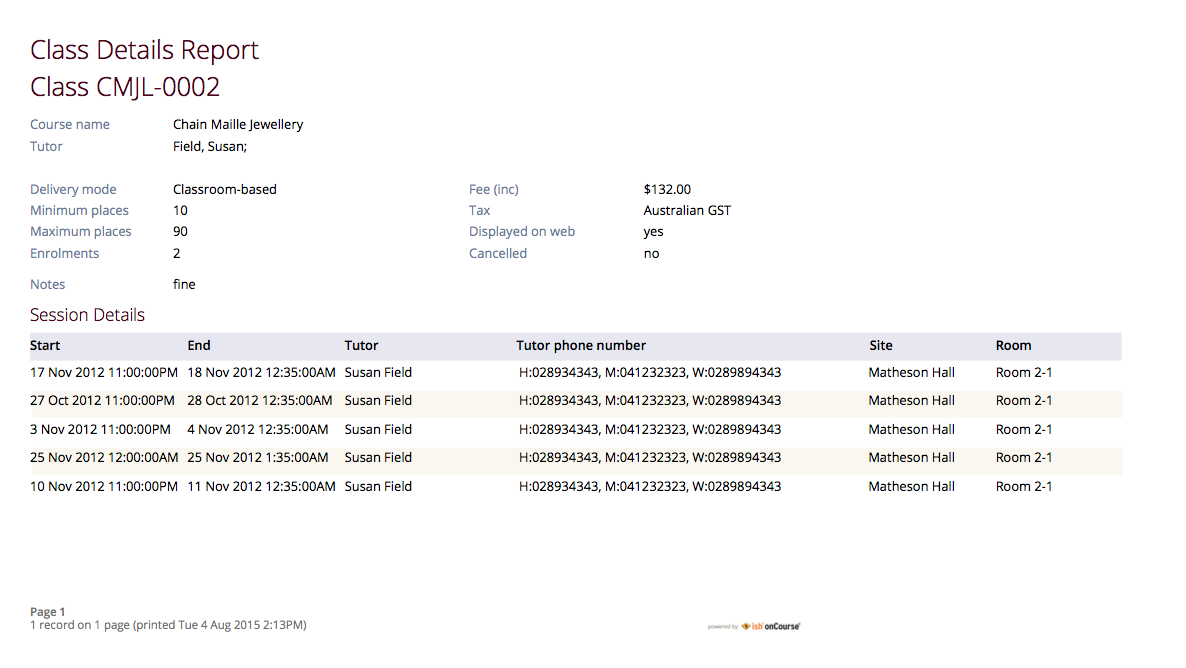 Class Details Report
Class CMJL-0002
Course name Chain Maille Jewellery
Tutor Field, Susan;
Delivery mode Classroom-based Fee (inc) $132.00
Minimum places 10 Tax Australian GST
Maximum places 90 Displayed on web yes
Enrolments 2 Cancelled no
Notes fine
Session Details
Start End Tutor Tutor phone number Site Room
17 Nov 2012 11:00:00PM 18 Nov 2012 12:35:00AM Susan Field H:028934343, M:041232323, W:0289894343 Matheson Hall Room 2-1
27 Oct 2012 11:00:00PM 28 Oct 2012 12:35:00AM Susan Field H:028934343, M:041232323, W:0289894343 Matheson Hall Room 2-1
3 Nov 2012 11:00:00PM 4 Nov 2012 12:35:00AM Susan Field H:028934343, M:041232323, W:0289894343 Matheson Hall Room 2-1
25 Nov 2012 12:00:00AM 25 Nov 2012 1:35:00AM Susan Field H:028934343, M:041232323, W:0289894343 Matheson Hall Room 2-1
10 Nov 2012 11:00:00PM 11 Nov 2012 12:35:00AM Susan Field H:028934343, M:041232323, W:0289894343 Matheson Hall Room 2-1
Page 1
1 record on 1 page (printed Tue 4 Aug 2015 2:13PM) powered by ish onCourse